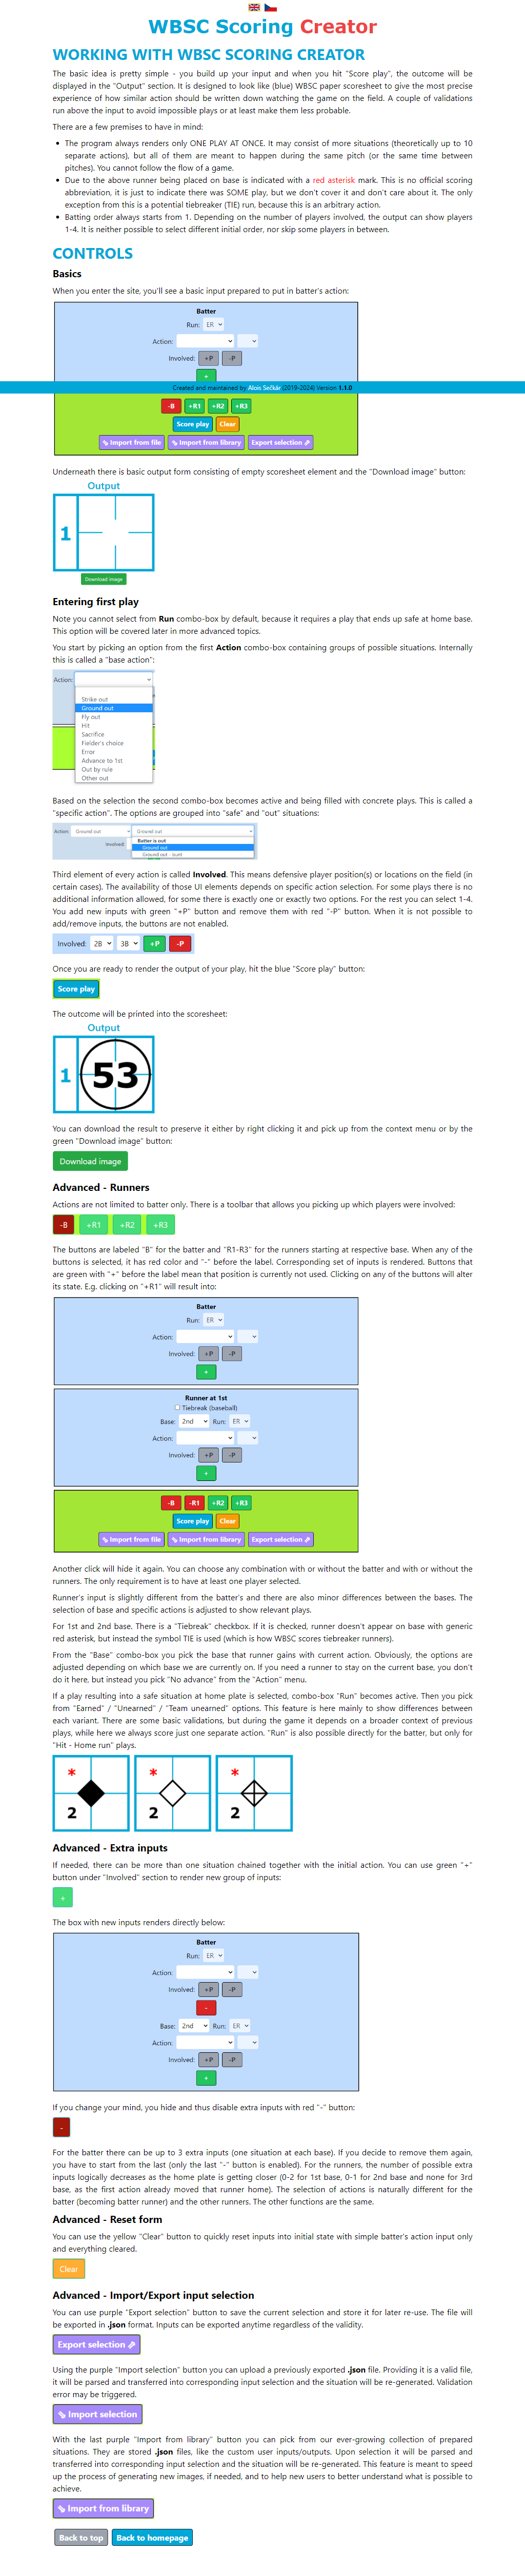 WBSC Scoring Creator
WORKING WITH WBSC SCORING CREATOR
The basic idea is pretty simple - you build up your input and when you hit "Score play", the outcome will be
displayed in the "Output" section. It is designed to look like (blue) WBSC paper scoresheet to give the most precise
experience of how similar action should be written down watching the game on the field. A couple of validations
run above the input to avoid impossible plays or at least make them less probable.
There are a few premises to have in mind:
The program always renders only ONE PLAY AT ONCE. It may consist of more situations (theoretically up to 10
separate actions), but all of them are meant to happen during the same pitch (or the same time between
pitches). You cannot follow the flow of a game.
Due to the above runner being placed on base is indicated with a red asterisk mark. This is no official scoring
abbreviation, it is just to indicate there was SOME play, but we don't cover it and don't care about it. The only
exception from this is a potential tiebreaker (TIE) run, because this is an arbitrary action.
Batting order always starts from 1. Depending on the number of players involved, the output can show players
1-4. It is neither possible to select different initial order, nor skip some players in between.
CONTROLS
Basics
When you enter the site, you'll see a basic input prepared to put in batter's action:
Batter
Run: ER
Action:
Involved: +P -P
+
Created and maintained by Alois Sečkár (2019-2024) Version 1.1.0
-B +R1 +R2 +R3
Score play Clear
Import from file Import from library Export selection
Underneath there is basic output form consisting of empty scoresheet element and the "Download image" button:
Output
1
Download image
Entering first play
Note you cannot select from Run combo-box by default, because it requires a play that ends up safe at home base.
This option will be covered later in more advanced topics.
You start by picking an option from the first Action combo-box containing groups of possible situations. Internally
this is called a "base action":
Action:
Strike out
Ground out
Fly out
Hit
Sacrifice
Fielder's choice
Error
Advance to 1st
Out by rule
Other out
Based on the selection the second combo-box becomes active and being filled with concrete plays. This is called a
"specific action". The options are grouped into "safe" and "out" situations:
Action: Ground out Ground out
Batter is out
Involved: Ground out
Ground out - bunt
Third element of every action is called Involved. This means defensive player position(s) or locations on the field (in
certain cases). The availability of those UI elements depends on specific action selection. For some plays there is no
additional information allowed, for some there is exactly one or exactly two options. For the rest you can select 1-4.
You add new inputs with green "+P" button and remove them with red "-P" button. When it is not possible to
add/remove inputs, the buttons are not enabled.
Involved: 2B 3B +P -P
Once you are ready to render the output of your play, hit the blue "Score play" button:
Score play
The outcome will be printed into the scoresheet:
Output
1 53
You can download the result to preserve it either by right clicking it and pick up from the context menu or by the
green "Download image" button:
Download image
Advanced - Runners
Actions are not limited to batter only. There is a toolbar that allows you picking up which players were involved:
-B +R1 +R2 +R3
The buttons are labeled "B" for the batter and "R1-R3" for the runners starting at respective base. When any of the
buttons is selected, it has red color and "-" before the label. Corresponding set of inputs is rendered. Buttons that
are green with "+" before the label mean that position is currently not used. Clicking on any of the buttons will alter
its state. E.g. clicking on "+R1" will result into:
Batter
Run: ER
Action:
Involved: +P -P
+
Runner at 1st
Tiebreak (baseball)
Base: 2nd Run: ER
Action:
Involved: +P -P
+
-B -R1 +R2 +R3
Score play Clear
Import from file Import from library Export selection
Another click will hide it again. You can choose any combination with or without the batter and with or without the
runners. The only requirement is to have at least one player selected.
Runner's input is slightly different from the batter's and there are also minor differences between the bases. The
selection of base and specific actions is adjusted to show relevant plays.
For 1st and 2nd base. There is a "Tiebreak" checkbox. If it is checked, runner doesn't appear on base with generic
red asterisk, but instead the symbol TIE is used (which is how WBSC scores tiebreaker runners).
From the "Base" combo-box you pick the base that runner gains with current action. Obviously, the options are
adjusted depending on which base we are currently on. If you need a runner to stay on the current base, you don't
do it here, but instead you pick "No advance" from the "Action" menu.
If a play resulting into a safe situation at home plate is selected, combo-box "Run" becomes active. Then you pick
from "Earned" / "Unearned" / "Team unearned" options. This feature is here mainly to show differences between
each variant. There are some basic validations, but during the game it depends on a broader context of previous
plays, while here we always score just one separate action. "Run" is also possible directly for the batter, but only for
"Hit - Home run" plays.
* * *
2 2 2
Advanced - Extra inputs
If needed, there can be more than one situation chained together with the initial action. You can use green "+"
button under "Involved" section to render new group of inputs:
+
The box with new inputs renders directly below:
Batter
Run: ER
Action:
Involved: +P -P
-
Base: 2nd Run: ER
Action:
Involved: +P -P
+
If you change your mind, you hide and thus disable extra inputs with red "-" button:
-
For the batter there can be up to 3 extra inputs (one situation at each base). If you decide to remove them again,
you have to start from the last (only the last "-" button is enabled). For the runners, the number of possible extra
inputs logically decreases as the home plate is getting closer (0-2 for 1st base, 0-1 for 2nd base and none for 3rd
base, as the first action already moved that runner home). The selection of actions is naturally different for the
batter (becoming batter runner) and the other runners. The other functions are the same.
Advanced - Reset form
You can use the yellow "Clear" button to quickly reset inputs into initial state with simple batter's action input only
and everything cleared.
Clear
Advanced - Import/Export input selection
You can use purple "Export selection" button to save the current selection and store it for later re-use. The file will
be exported in .json format. Inputs can be exported anytime regardless of the validity.
Export selection
Using the purple "Import selection" button you can upload a previously exported .json file. Providing it is a valid file,
it will be parsed and transferred into corresponding input selection and the situation will be re-generated. Validation
error may be triggered.
Import selection
With the last purple "Import from library" button you can pick from our ever-growing collection of prepared
situations. They are stored .json files, like the custom user inputs/outputs. Upon selection it will be parsed and
transferred into corresponding input selection and the situation will be re-generated. This feature is meant to speed
up the process of generating new images, if needed, and to help new users to better understand what is possible to
achieve.
Import from library
Back to top Back to homepage